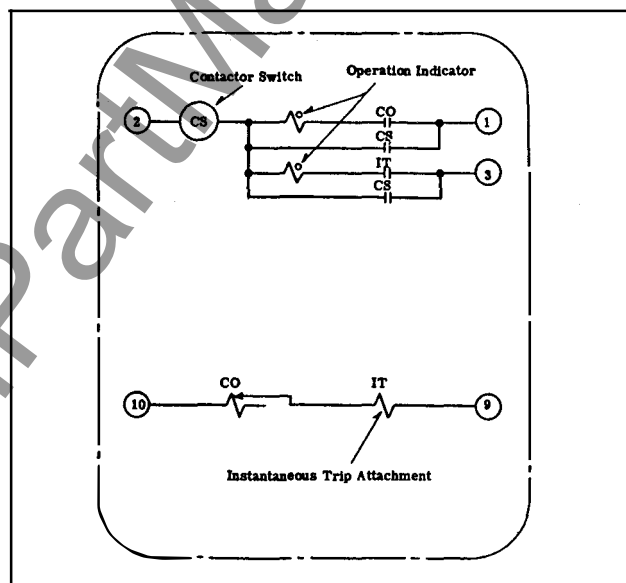 Contactor Switch
Operation Indicator
2
CS
CO
1
CS
IT
3
CS
10
CO
IT
9
Instantaneous Trip Attachment
PartMa